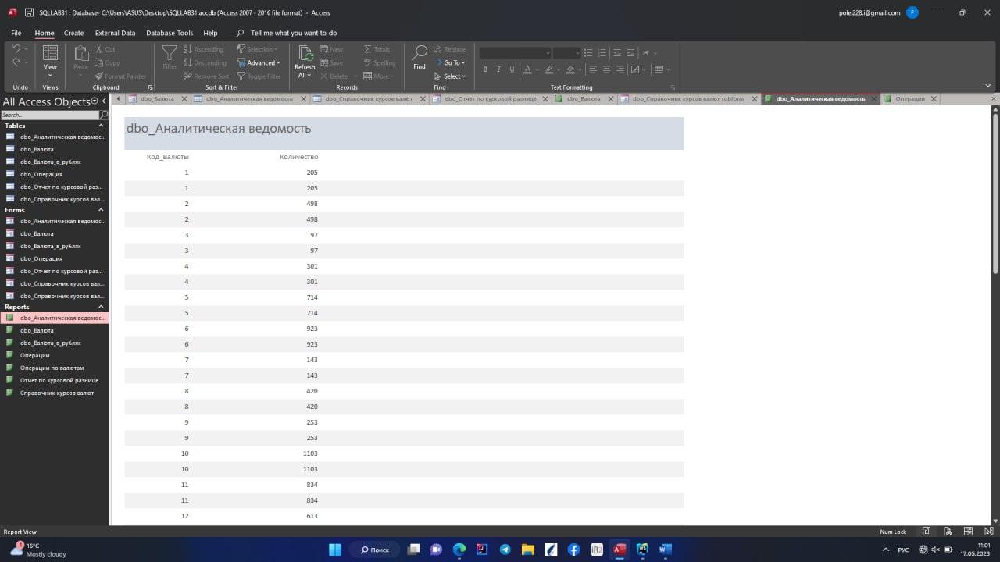 SQLLAB31 : Database- C:\Users\ASUS\Desktop\SQLLAB31.accdb (Access 2007 - 2016 file format) - Access
polel228.i@gmail.com P
File Home Create External Data Database Tools Help Tell me what you want to do
View Paste Cut Copy Format Painter Filter Ascending Descending Remove Sort Selection Advanced Toggle Filter Refresh All New Save Delete Totals Spelling More Find Replace Go To Select B I U A
Undo Views Clipboard Sort & Filter Records Find Text Formatting
All Access Objects
Search...
Tables
dbo_Аналитическая ведомос...
dbo_Валюта
dbo_Валюта_в_рублях
dbo_Операция
dbo_Отчет по курсовой раз...
dbo_Справочник курсов вал...
Forms
dbo_Аналитическая ведомос...
dbo_Валюта
dbo_Валюта_в_рублях
dbo_Операция
dbo_Отчет по курсовой раз...
dbo_Справочник курсов вал...
dbo_Справочник курсов вал...
Reports
dbo_Аналитическая ведомос...
dbo_Валюта
dbo_Валюта_в_рублях
Операции
Операции по валютам
Отчет по курсовой разнице
Справочник курсов валют
dbo_Валюта dbo_Аналитическая ведомость dbo_Справочник курсов валют dbo_Отчет по курсовой разнице dbo_Валюта dbo_Справочник курсов валют subform dbo_Аналитическая ведомость Операции
dbo_Аналитическая ведомость
Код_Валюты Количество
1 205
1 205
2 498
2 498
3 97
3 97
4 301
4 301
5 714
5 714
6 923
6 923
7 143
7 143
8 420
8 420
9 253
9 253
10 1103
10 1103
11 834
11 834
12 613
Report View Num Lock
1 16°C
Mostly cloudy
Поиск
РУС
11:01
17.05.2023